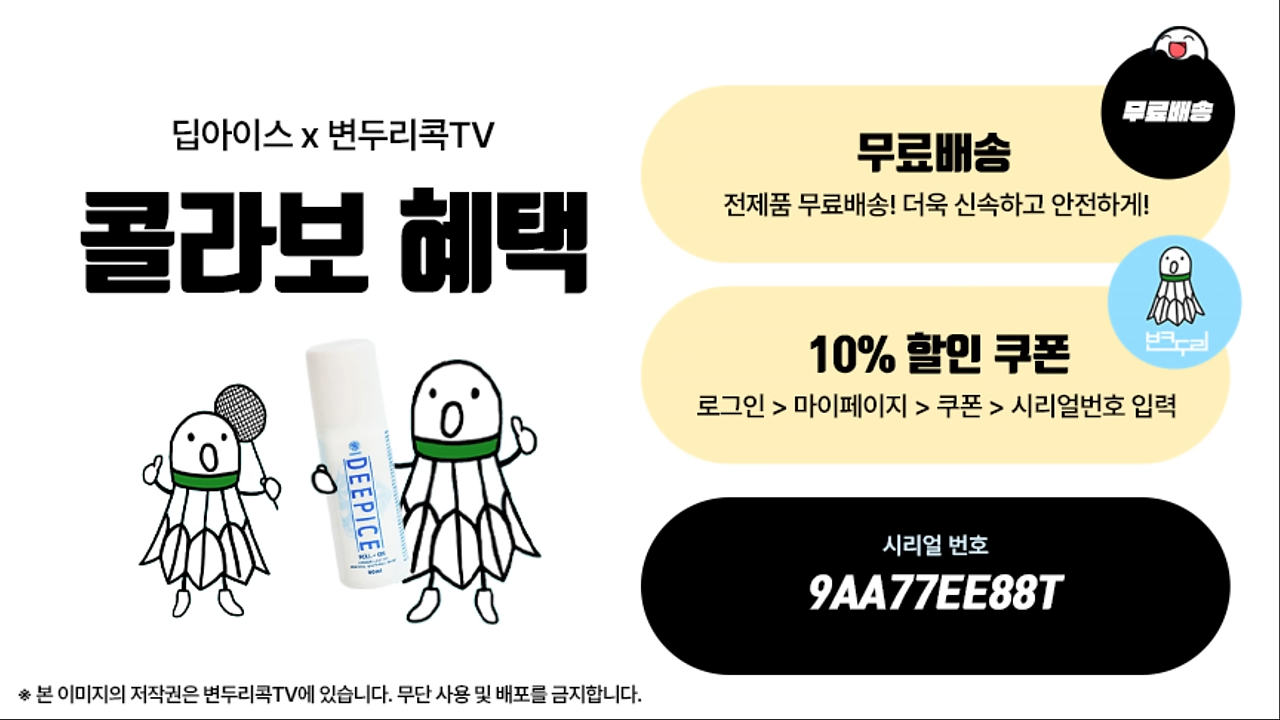 딥아이스 x 변두리콕TV
콜라보 혜택
무료배송
무료배송
전제품 무료배송! 더욱 신속하고 안전하게!
변두리
10% 할인 쿠폰
로그인 > 마이페이지 > 쿠폰 > 시리얼번호 입력
DEEPICE
ROLL-ON
시리얼 번호
9AA77EE88T
※ 본 이미지의 저작권은 변두리콕TV에 있습니다. 무단 사용 및 배포를 금지합니다.